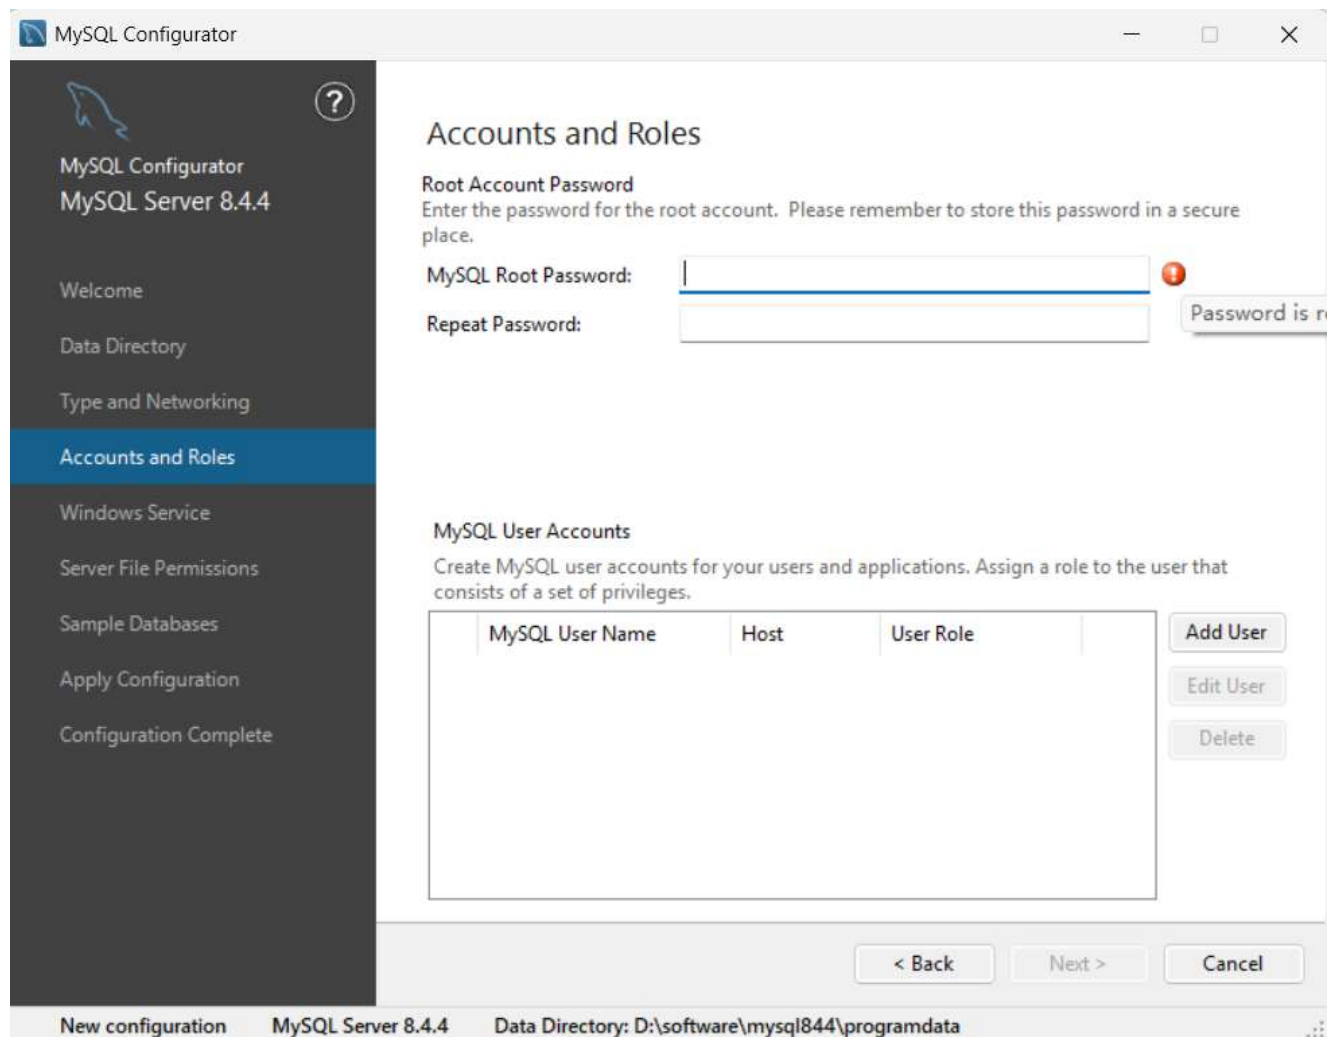 MySQL Configurator
?
MySQL Configurator
MySQL Server 8.4.4
Welcome
Data Directory
Type and Networking
Accounts and Roles
Windows Service
Server File Permissions
Sample Databases
Apply Configuration
Configuration Complete
Accounts and Roles
Root Account Password
Enter the password for the root account. Please remember to store this password in a secure
place.
MySQL Root Password:
Password is
Repeat Password:
MySQL User Accounts
Create MySQL user accounts for your users and applications. Assign a role to the user that
consists of a set of privileges.
MySQL User Name Host User Role
Add User
Edit User
Delete
< Back Next > Cancel
New configuration MySQL Server 8.4.4 Data Directory: D:\software\mysql844\programdata